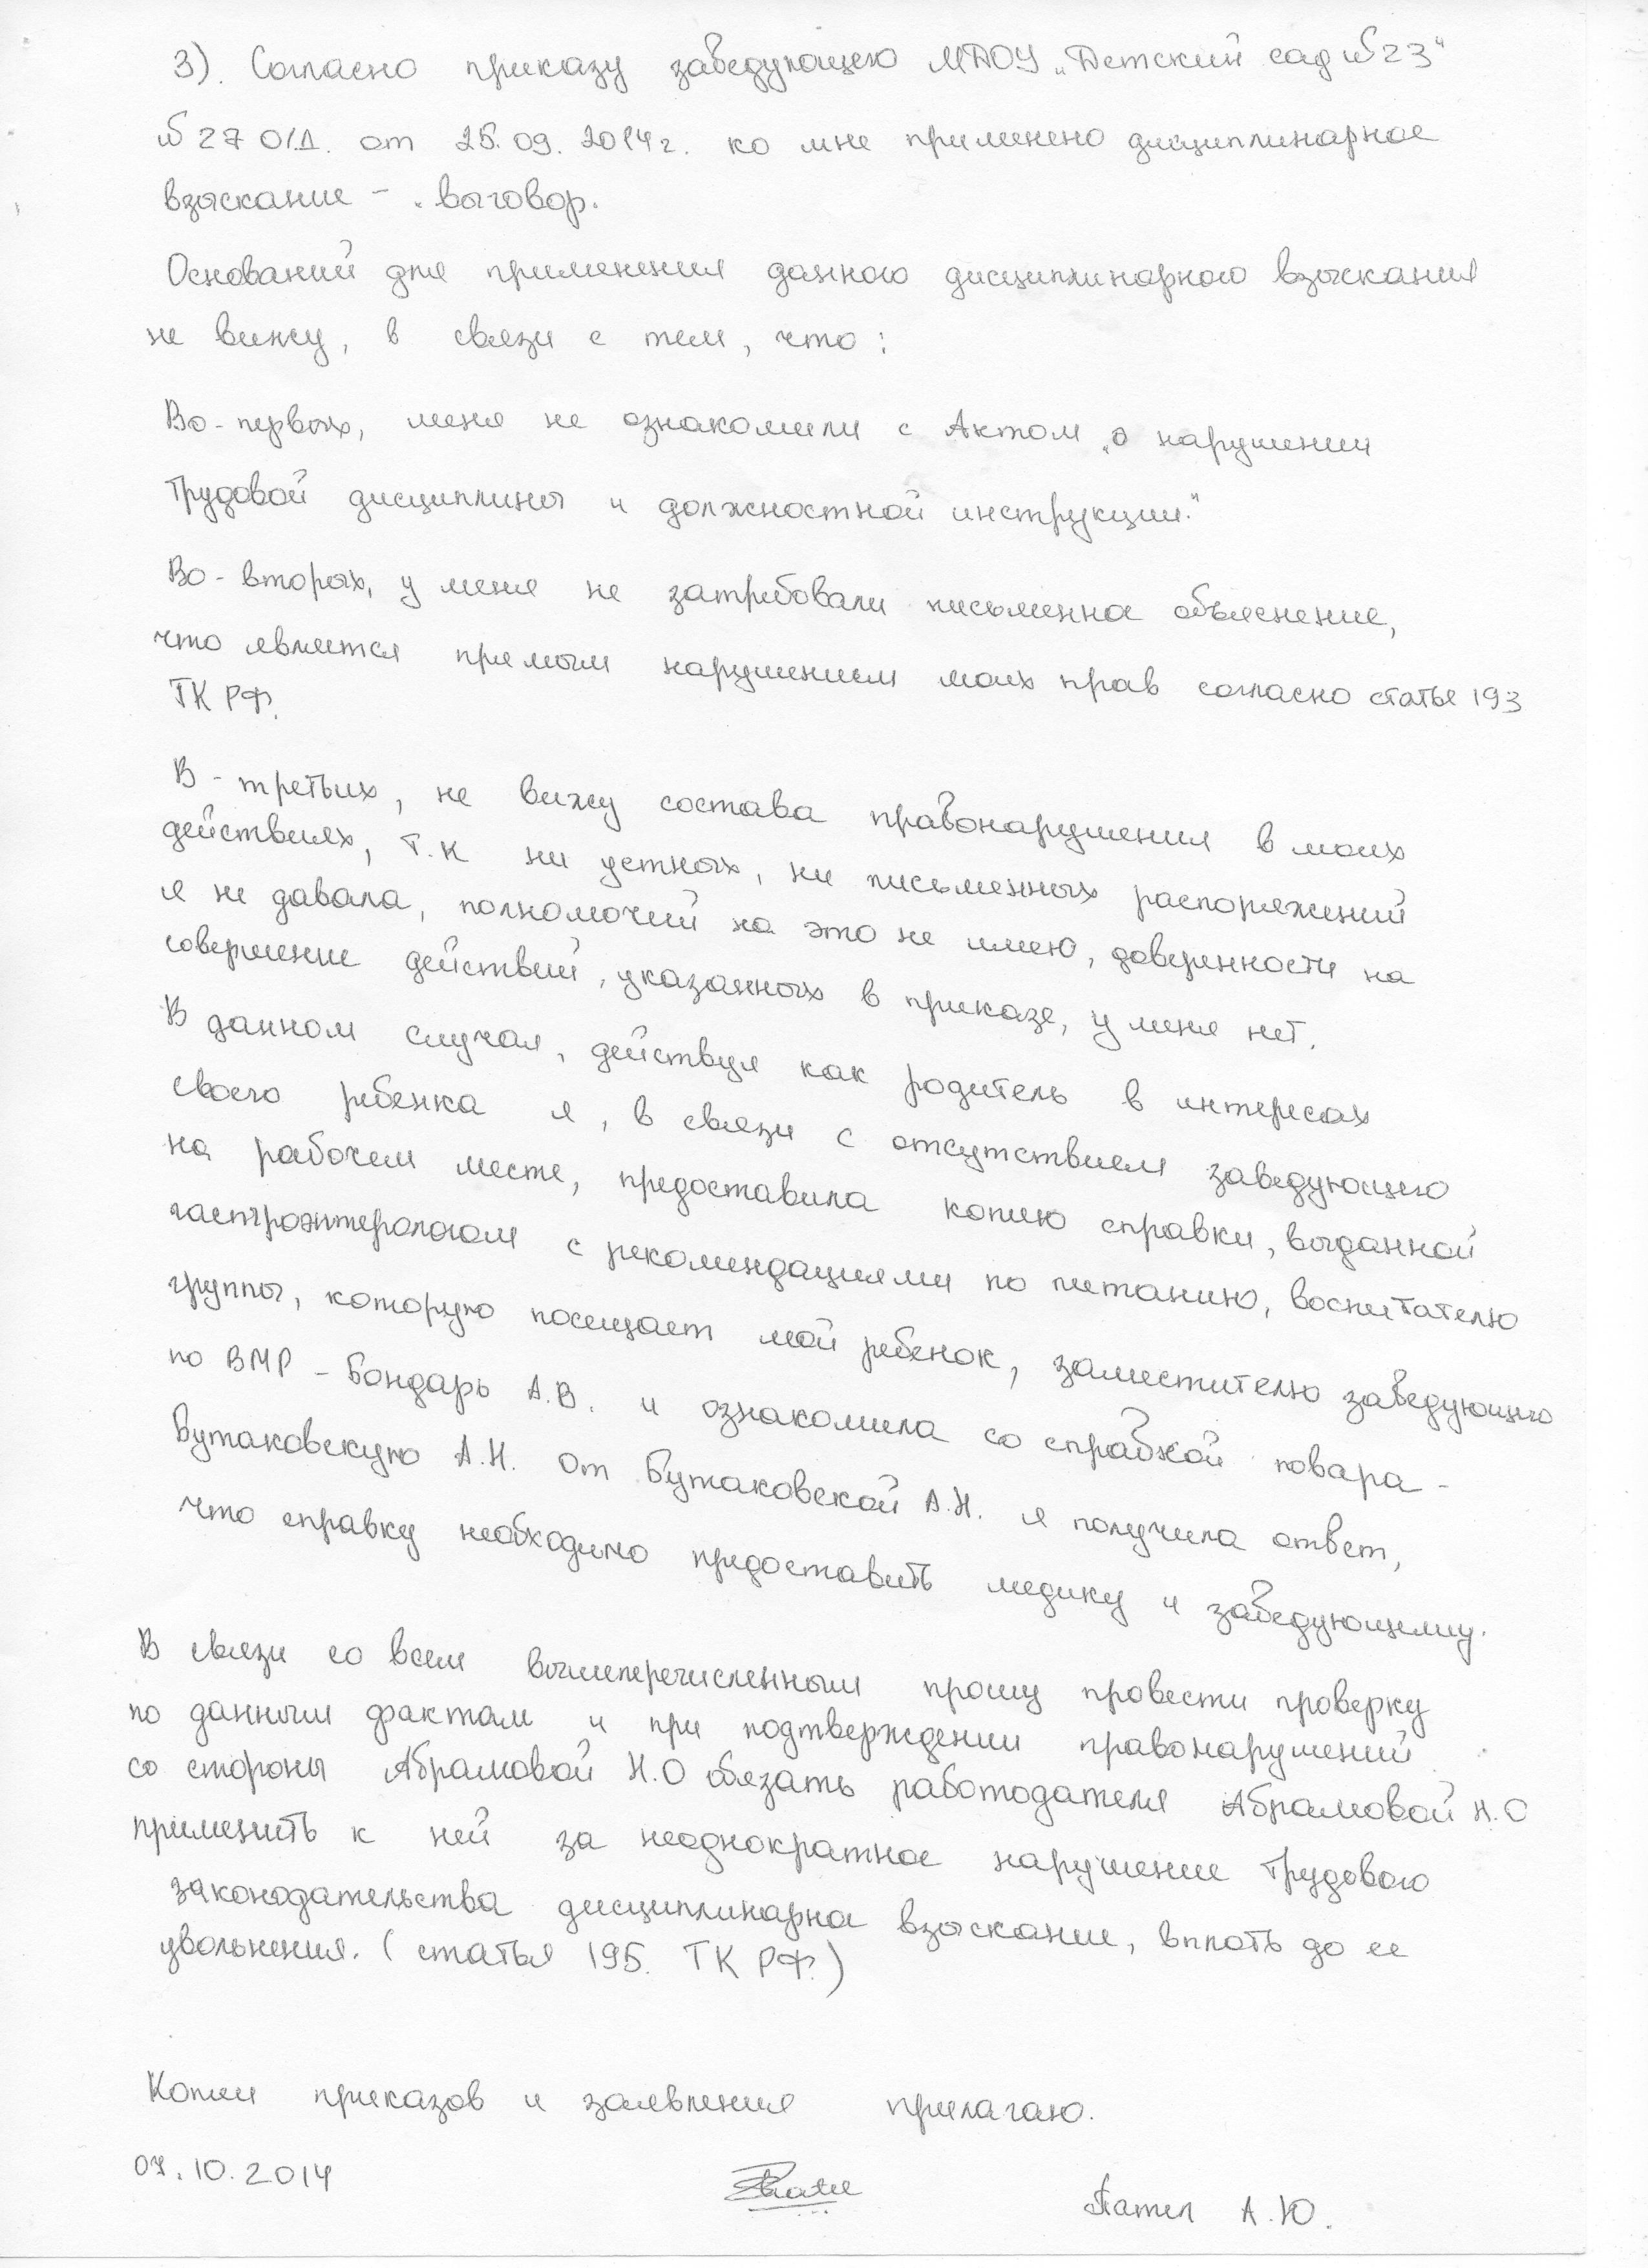 3). Согласно приказу заведующего МДОУ „Детский сад №23"
№ 27 О/Д. от 25.09.2014г. ко мне применено дисциплинарное
взыскание – „выговор.
Оснований для применения данного дисциплинарного взыскания
не вижу, в связи с тем, что:
Во-первых, меня не ознакомили с Актом „о нарушении
трудовой дисциплины и должностной инструкции."
Во-вторых, у меня не затребовали письменна объяснение,
что является прямым нарушением моих прав согласно статье 193
ТК РФ.
В-третьих, не вижу состава правонарушения в моих
действиях, т.к ни устных, ни письменных распоряжений
я не давала, полномочий на это не имею, доверенности на
совершение действий, указанных в приказе, у меня нет.
В данном случая, действуя как родитель в интересах
своего ребенка я, в связи с отсутствием заведующего
на рабочем месте, предоставила копию справки, выданной
гастроэнтерологом с рекомендациями по питанию, воспитателю
группы, которую посещает мой ребенок, заместителю заведующего
по ВМР – Бондарь А.В. и ознакомила со справкой повара –
Бутаковскую А.Н. От Бутаковской А.Н. я получила ответ,
что справку необходимо предоставить медику и заведующему.
В связи со всем вышеперечисленным прошу провести проверку
по данным фактам и при подтверждении правонарушений
со стороны Абрамовой Н.О обязать работодателя Абрамовой Н.О
применить к ней за неоднократное нарушение трудового
законодательства дисциплинарна взыскание, вплоть до ее
увольнения. (статья 195. ТК РФ.)
Копии приказов и заявления прилагаю.
07.10.2014
А.Ю.